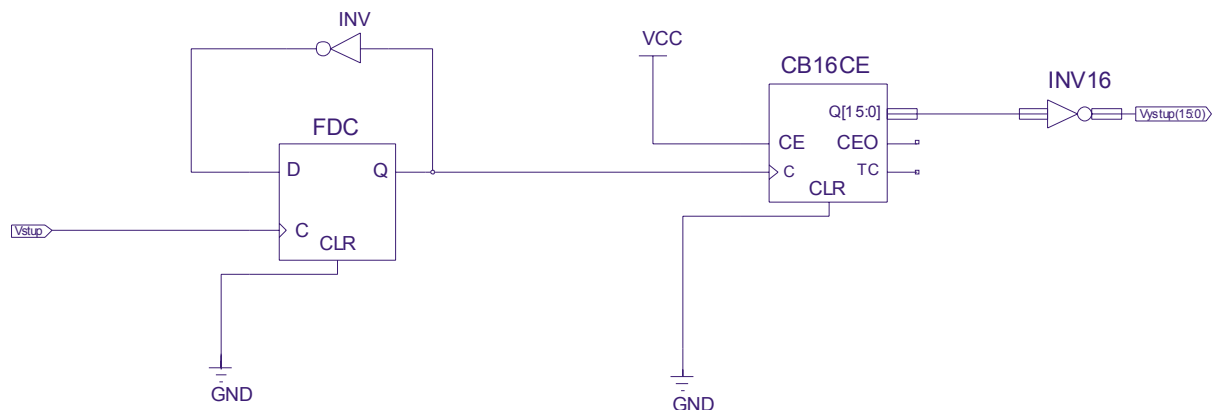 INV
VCC
CB16CE
INV16
Q[15:0]
Vystup(15:0)
FDC
CE
CEO
D
Q
C
TC
CLR
Vstup
C
CLR
GND
GND